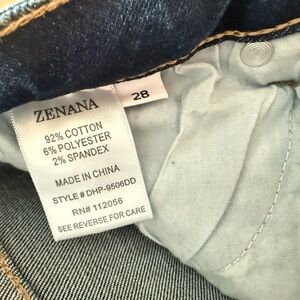 ZENANA
28
92% COTTON
6% POLYESTER
2% SPANDEX
MADE IN CHINA
STYLE # DHP-9506DD
RN# 112056
SEE REVERSE FOR CARE